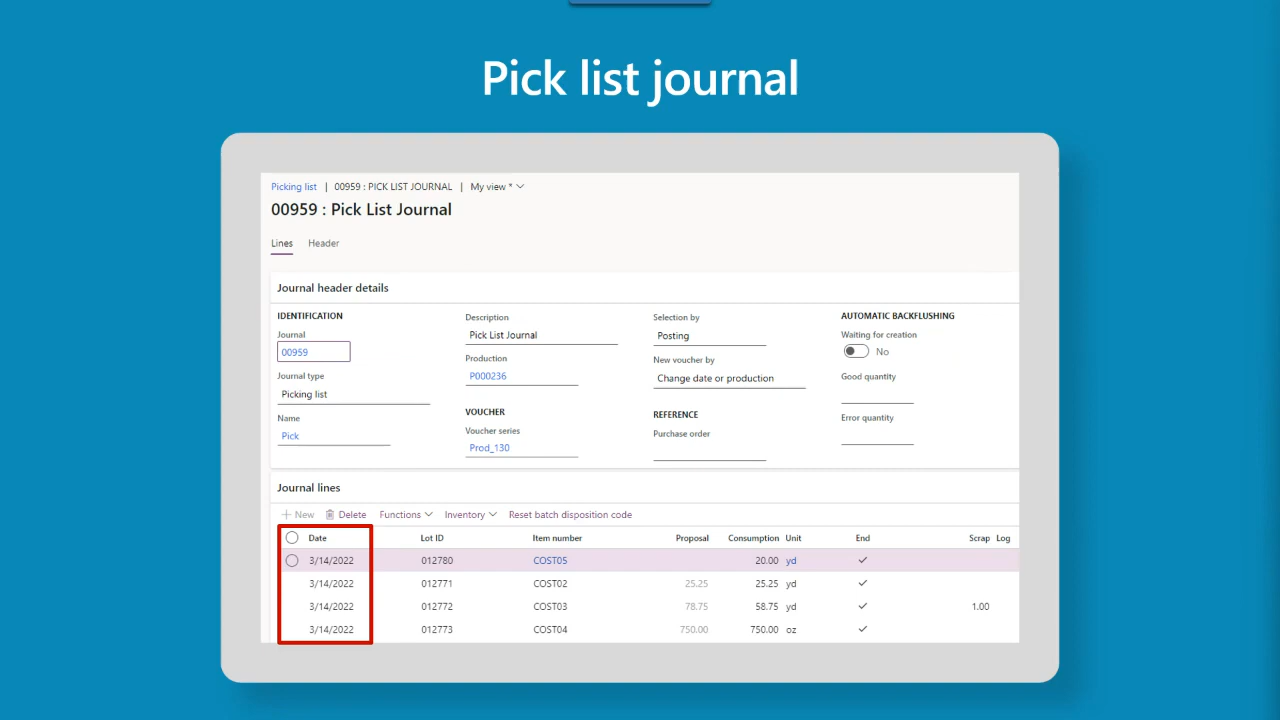 Pick list journal
Picking list | 00959 : PICK LIST JOURNAL | My view *
00959 : Pick List Journal
Lines Header
Journal header details
IDENTIFICATION
Journal
00959
Journal type
Picking list
Name
Pick
Description
Pick List Journal
Production
P000236
VOUCHER
Voucher series
Prod_130
Selection by
Posting
New voucher by
Change date or production
REFERENCE
Purchase order
AUTOMATIC BACKFLUSHING
Waiting for creation
No
Good quantity
Error quantity
Journal lines
New Delete Functions Inventory Reset batch disposition code
Date Lot ID Item number Proposal Consumption Unit End Scrap Log
3/14/2022 012780 COST05 20.00 yd
3/14/2022 012771 COST02 25.25 25.25 yd
3/14/2022 012772 COST03 78.75 58.75 yd 1.00
3/14/2022 012773 COST04 750.00 750.00 oz